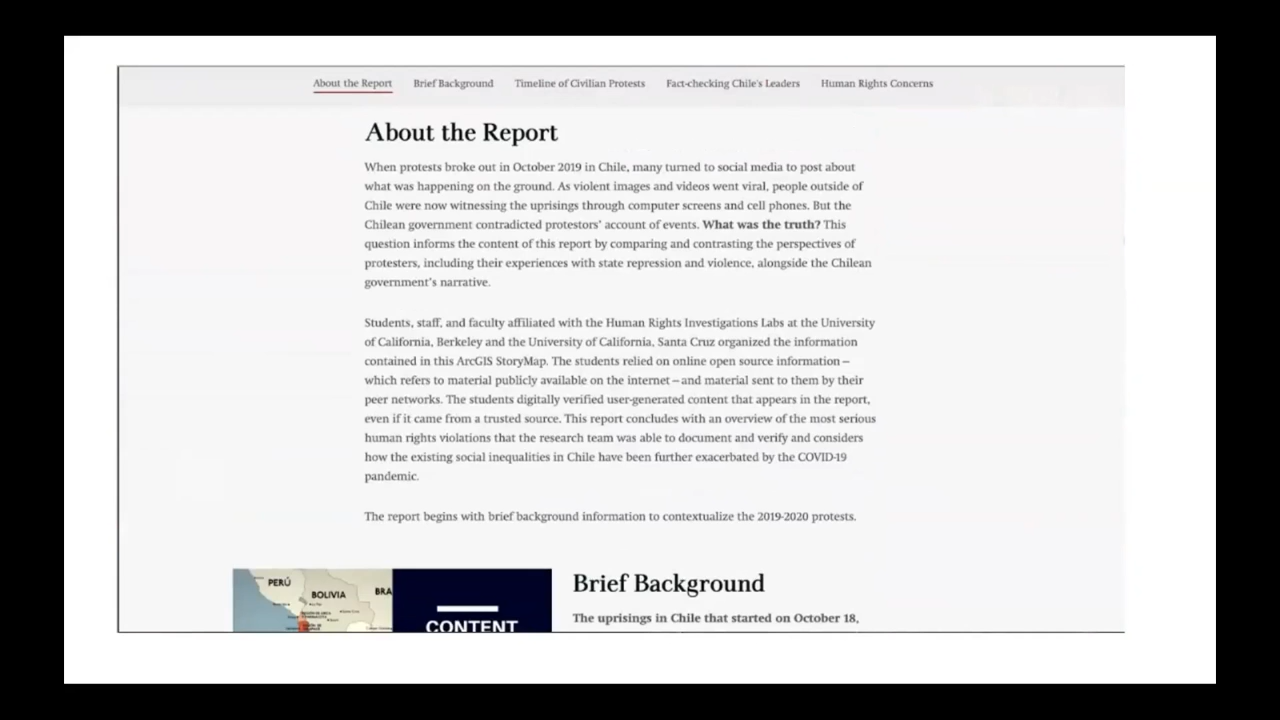 About the Report
Brief Background
Timeline of Civilian Protests
Fact-checking Chile's Leaders
Human Rights Concerns
About the Report
When protests broke out in October 2019 in Chile, many turned to social media to post about
what was happening on the ground. As violent images and videos went viral, people outside of
Chile were now witnessing the uprisings through computer screens and cell phones. But the
Chilean government contradicted protestors' account of events. What was the truth? This
question informs the content of this report by comparing and contrasting the perspectives of
protesters, including their experiences with state repression and violence, alongside the Chilean
government's narrative.
Students, staff, and faculty affiliated with the Human Rights Investigations Labs at the University
of California, Berkeley and the University of California, Santa Cruz organized the information
contained in this ArcGIS StoryMap. The students relied on online open source information –
which refers to material publicly available on the internet – and material sent to them by their
peer networks. The students digitally verified user-generated content that appears in the report,
even if it came from a trusted source. This report concludes with an overview of the most serious
human rights violations that the research team was able to document and verify and considers
how the existing social inequalities in Chile have been further exacerbated by the COVID-19
pandemic.
The report begins with brief background information to contextualize the 2019-2020 protests.
PERÚ
BOLIVIA
BRA
CONTENT
Brief Background
The uprisings in Chile that started on October 18,